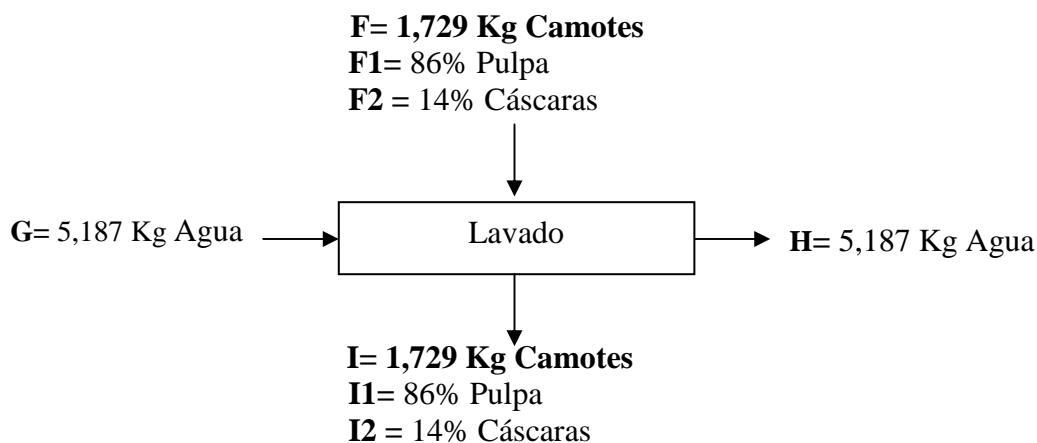 F= 1,729 Kg Camotes
F1= 86% Pulpa
F2 = 14% Cáscaras
G= 5,187 Kg Agua
Lavado
H= 5,187 Kg Agua
I= 1,729 Kg Camotes
I1= 86% Pulpa
I2 = 14% Cáscaras